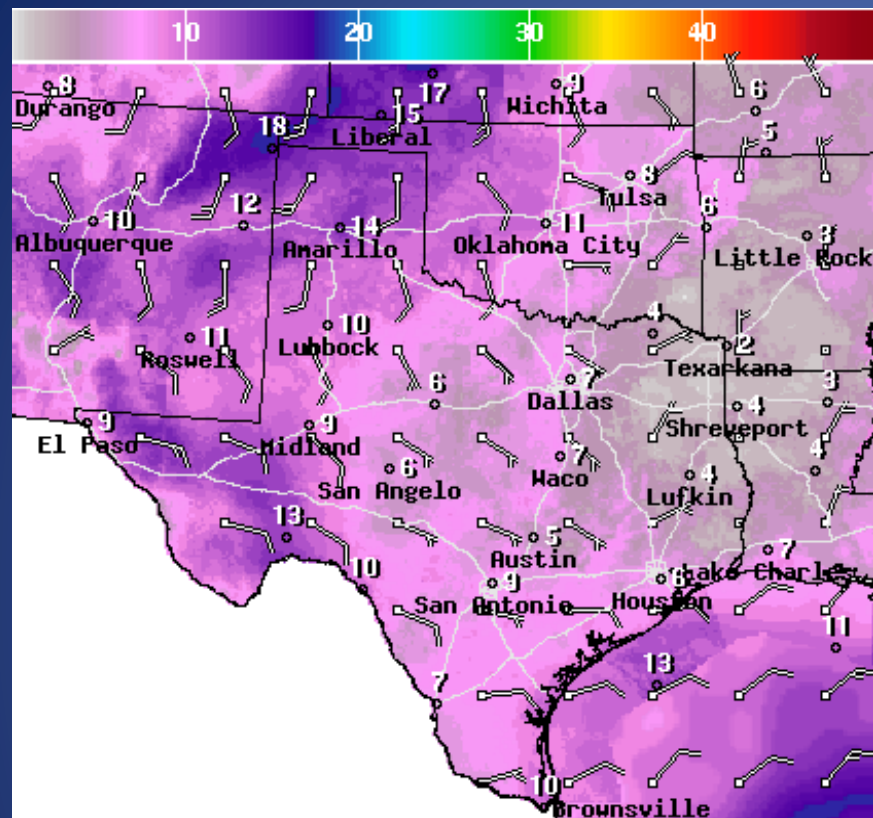 10 20 30 40
8 17 9 6
Durango Wichita
15
Liberal
18 5
8
Tulsa
10 12 14 11 6 3
Albuquerque Amarillo Oklahoma City Little Rock
11 10 4 2
Roswell Lubbock Texarkana
7
Dallas
9 9 6 4 3
El Paso Midland Shreveport
6 7 4 4
San Angelo Waco Lufkin
13 5 7
Austin Lake Charles
10 9 6
San Antonio Houston
11
13
7
10
Brownsville